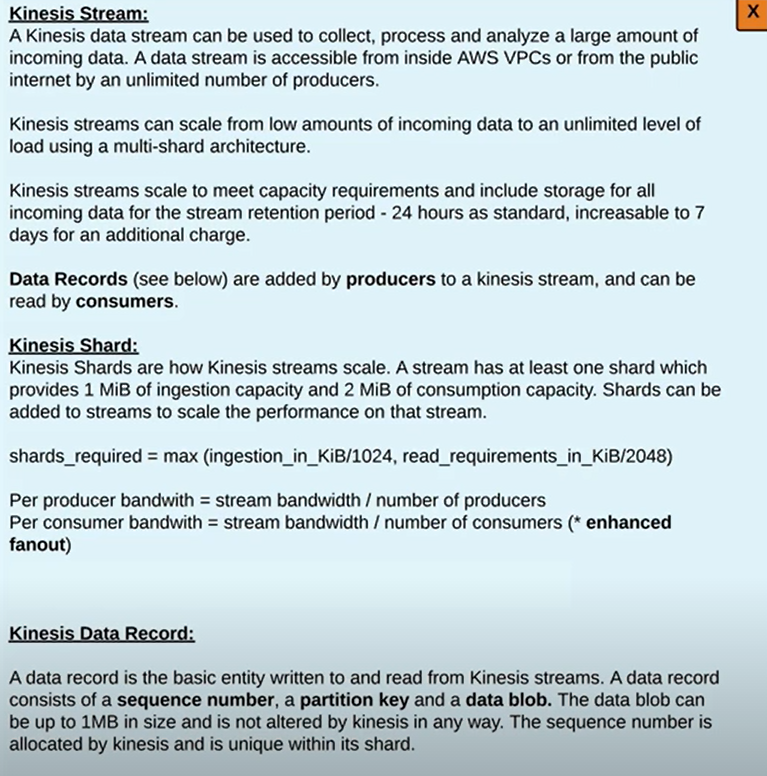 Kinesis Stream:
X
A Kinesis data stream can be used to collect, process and analyze a large amount of
incoming data. A data stream is accessible from inside AWS VPCs or from the public
internet by an unlimited number of producers.
Kinesis streams can scale from low amounts of incoming data to an unlimited level of
load using a multi-shard architecture.
Kinesis streams scale to meet capacity requirements and include storage for all
incoming data for the stream retention period - 24 hours as standard, increasable to 7
days for an additional charge.
Data Records (see below) are added by producers to a kinesis stream, and can be
read by consumers.
Kinesis Shard:
Kinesis Shards are how Kinesis streams scale. A stream has at least one shard which
provides 1 MiB of ingestion capacity and 2 MiB of consumption capacity. Shards can be
added to streams to scale the performance on that stream.
shards_required = max (ingestion_in_KiB/1024, read_requirements_in_KiB/2048)
Per producer bandwith = stream bandwidth / number of producers
Per consumer bandwith = stream bandwidth / number of consumers (* enhanced
fanout)
Kinesis Data Record:
A data record is the basic entity written to and read from Kinesis streams. A data record
consists of a sequence number, a partition key and a data blob. The data blob can
be up to 1MB in size and is not altered by kinesis in any way. The sequence number is
allocated by kinesis and is unique within its shard.